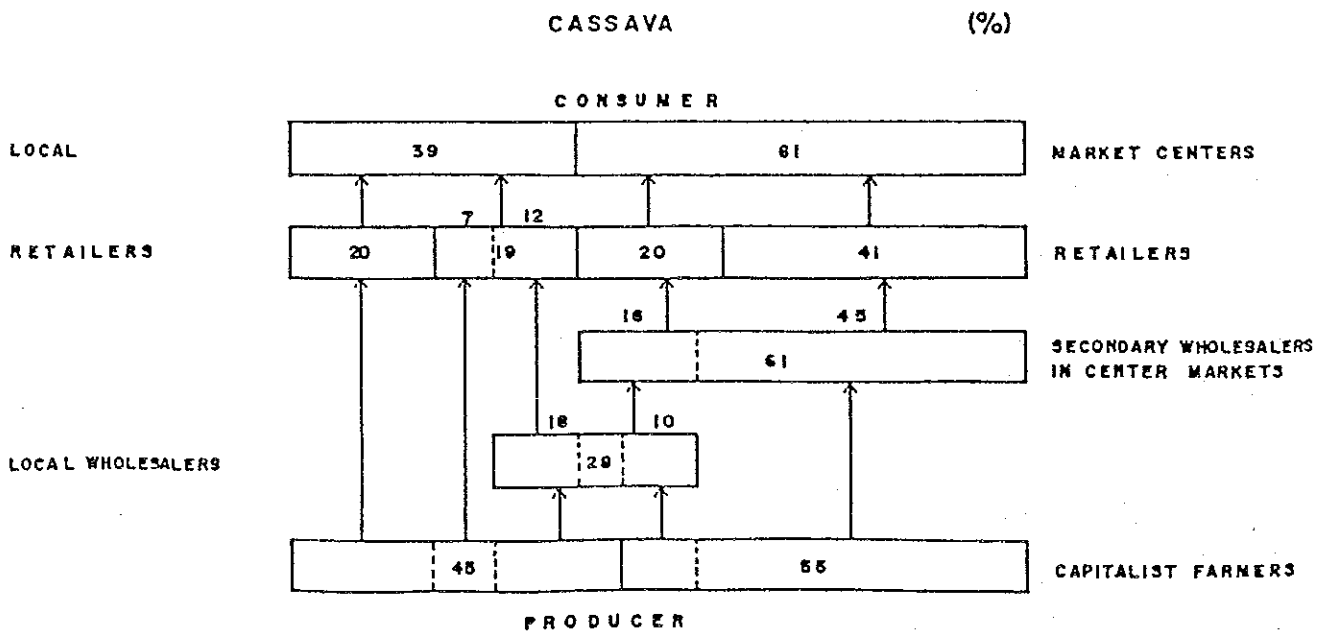 CASSAVA (%)
CONSUMER
LOCAL 39 61 MARKET CENTERS
7 12
RETAILERS 20 19 20 41 RETAILERS
16 45
61 SECONDARY WHOLESALERS
IN CENTER MARKETS
18 10
LOCAL WHOLESALERS 28
45 55 CAPITALIST FARMERS
PRODUCER